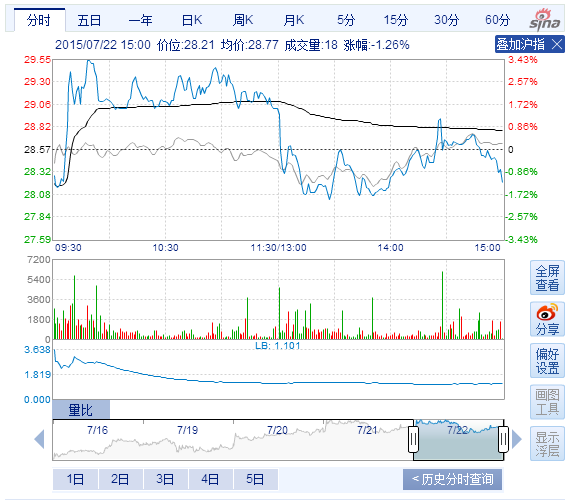 分时 五日 一年 日K 周K 月K 5分 15分 30分 60分 sina
2015/07/22 15:00 价位:28.21 均价:28.77 成交量:18 涨幅:-1.26% 叠加沪指 ×
29.55 3.43%
29.30 2.57%
29.06 1.72%
28.82 0.86%
28.57 0
28.32 -0.86%
28.08 -1.72%
27.84 -2.57%
27.59 -3.43%
09:30 10:30 11:30/13:00 14:00 15:00
7200
5400
3600
1800
0
LB: 1.101
3.638
1.819
0.000
量比
7/16 7/19 7/20 7/21 7/22
1日 2日 3日 4日 5日 <历史分时查询
全屏
查看
分享
偏好
设置
画图
工具
显示
浮层